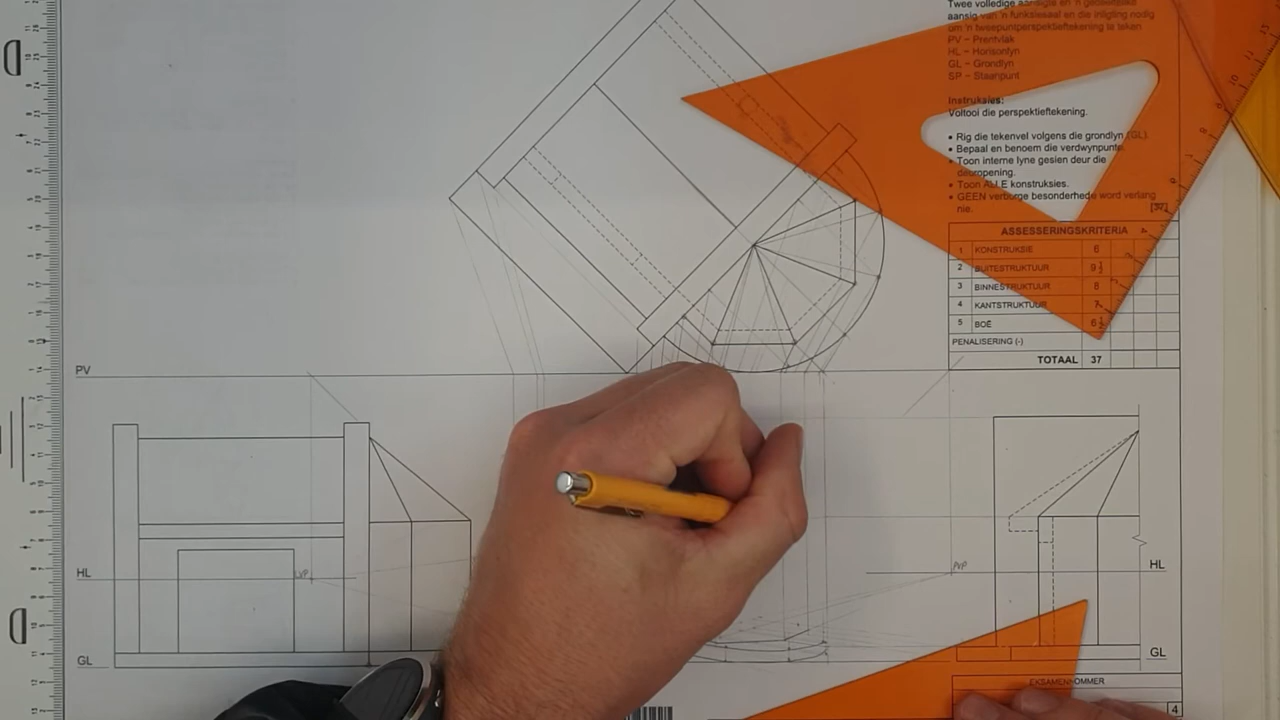 Twee volledige aansigte en 'n gedeeltelike
aansig van 'n funksiesaal en die inligting nodig
om 'n tweepuntperspektieftekening te teken
PV – Prentvlak
HL – Horisonlyn
GL – Grondlyn
SP – Staanpunt
Instruksies:
Voltooi die perspektieftekening.
• Rig die tekenvel volgens die grondlyn (GL).
• Bepaal en benoem die verdwynpunte.
• Toon interne lyne gesien deur die
deuropening.
• Toon ALLE konstruksies.
• GEEN verborge besonderhede word verlang
nie.
[37]
ASSESSERINGSKRITERIA
1 KONSTRUKSIE 6
2 BUITESTRUKTUUR 9½
3 BINNESTRUKTUUR 8
4 KANTSTRUKTUUR 7
5 BOË 6½
PENALISERING (-)
TOTAAL 37
PV
HL
LVP
RVP
HL
GL
GL
EKSAMENNOMMER
4